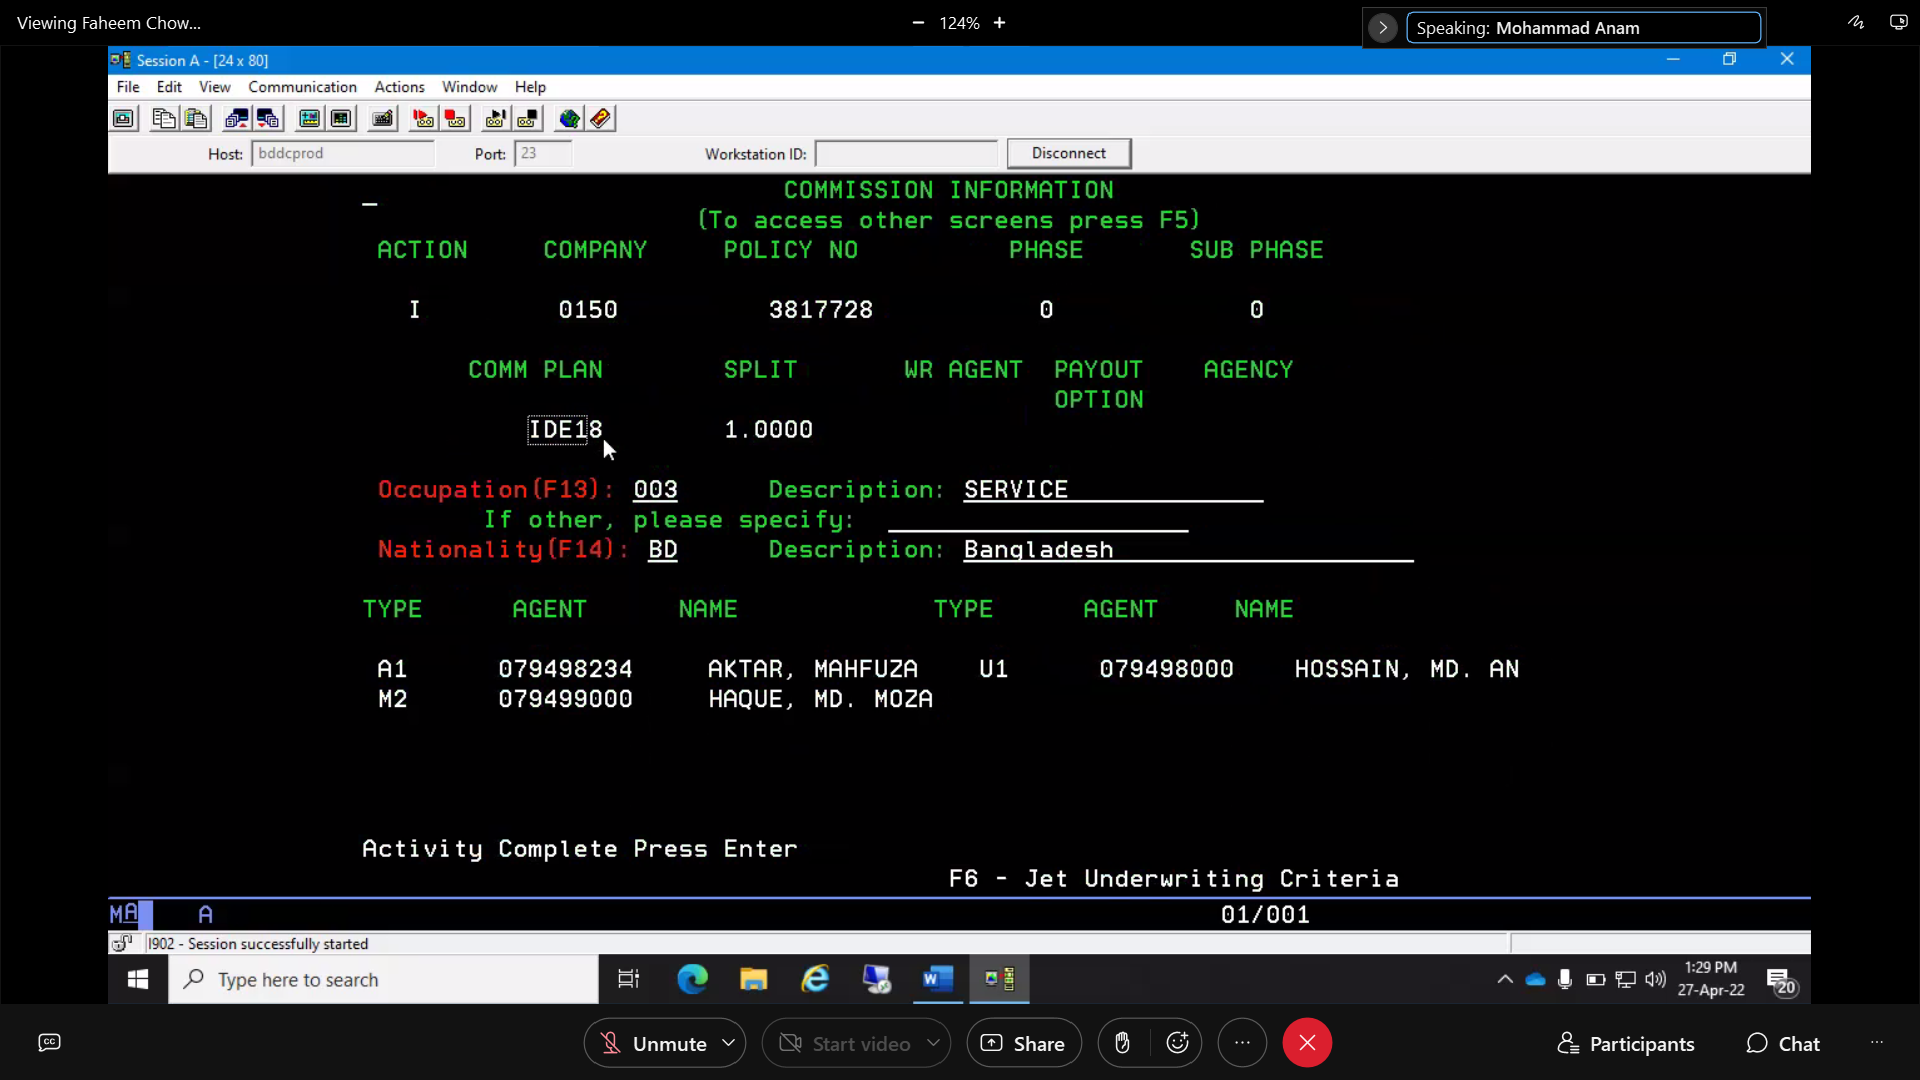 Viewing Faheem Chow... − 124% + Speaking: Mohammad Anam
Session A - [24 x 80]
File Edit View Communication Actions Window Help
Host: bddcprod Port: 23 Workstation ID: Disconnect
COMMISSION INFORMATION
(To access other screens press F5)
ACTION COMPANY POLICY NO PHASE SUB PHASE
I 0150 3817728 0 0
COMM PLAN SPLIT WR AGENT PAYOUT AGENCY
OPTION
IDE18 1.0000
Occupation(F13): 003 Description: SERVICE
If other, please specify:
Nationality(F14): BD Description: Bangladesh
TYPE AGENT NAME TYPE AGENT NAME
A1 079498234 AKTAR, MAHFUZA U1 079498000 HOSSAIN, MD. AN
M2 079499000 HAQUE, MD. MOZA
Activity Complete Press Enter
F6 - Jet Underwriting Criteria
MA A 01/001
I902 - Session successfully started
Type here to search 1:29 PM
27-Apr-22 20
CC Unmute Start video Share Participants Chat